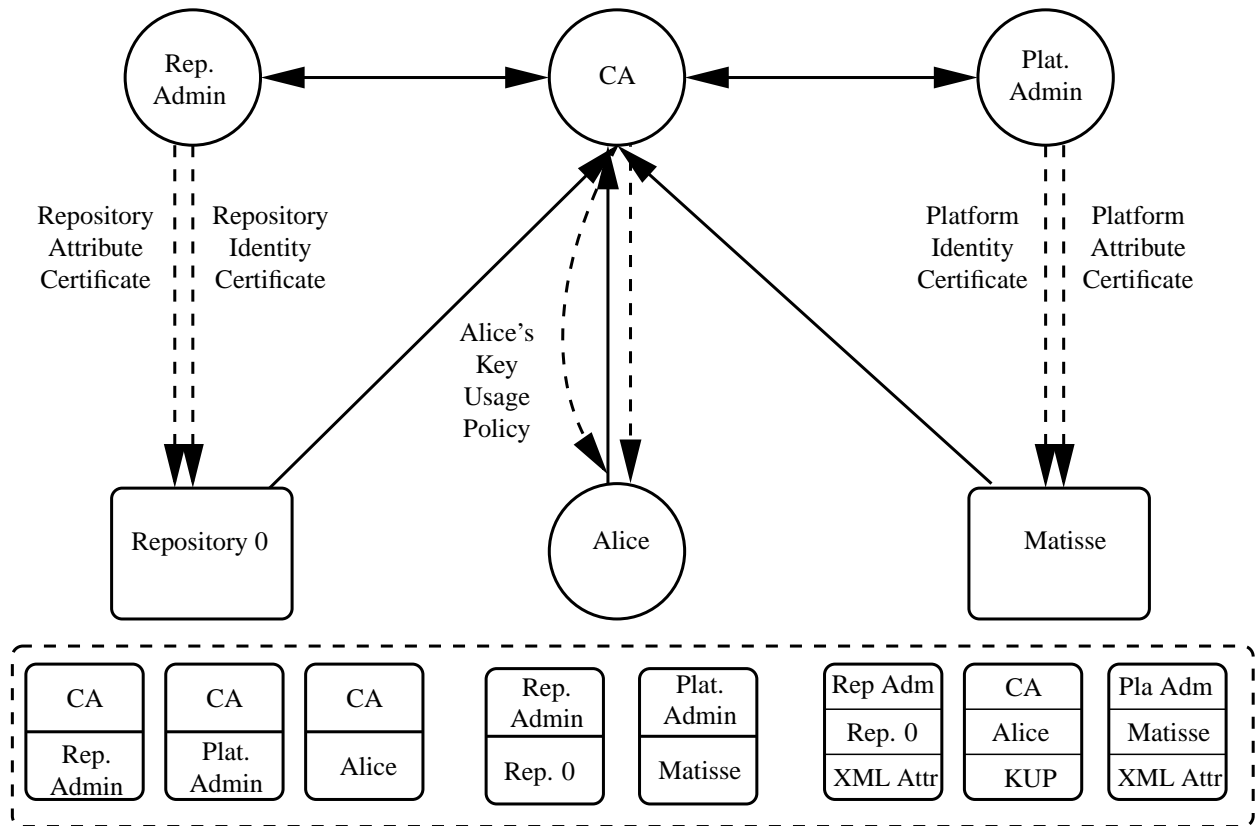 Rep.
Admin
CA
Plat.
Admin
Repository
Attribute
Certificate
Repository
Identity
Certificate
Platform
Identity
Certificate
Platform
Attribute
Certificate
Alice’s
Key
Usage
Policy
Repository 0
Alice
Matisse
CA
Rep.
Admin
CA
Plat.
Admin
CA
Alice
Rep.
Admin
Rep. 0
Plat.
Admin
Matisse
Rep Adm
Rep. 0
XML Attr
CA
Alice
KUP
Pla Adm
Matisse
XML Attr